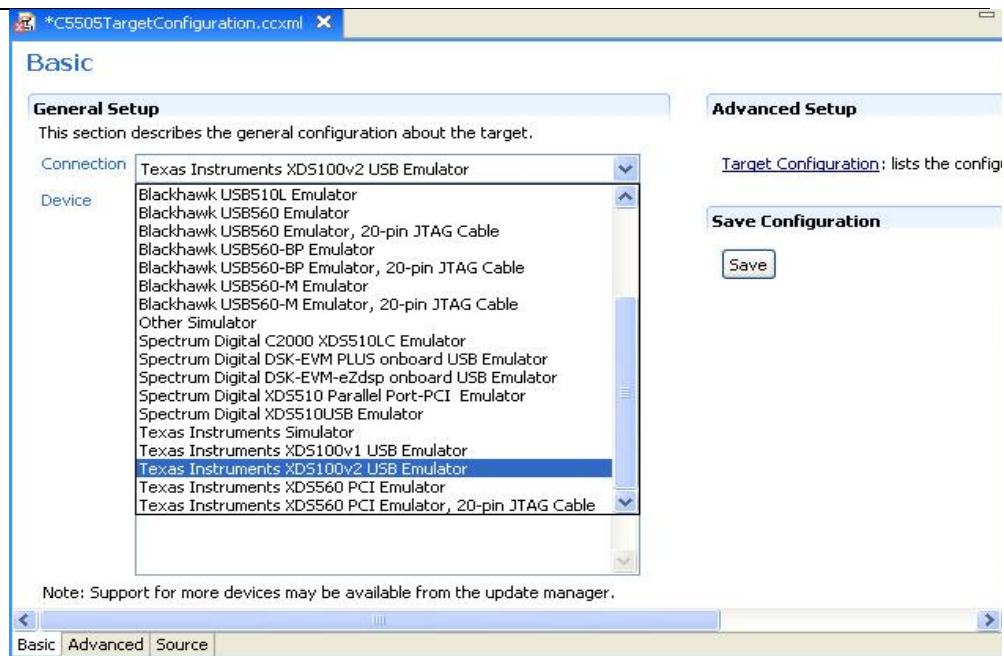 *C5505TargetConfiguration.ccxml
Basic
General Setup
This section describes the general configuration about the target.
Connection
Texas Instruments XDS100v2 USB Emulator
Device
Blackhawk USB510L Emulator
Blackhawk USB560 Emulator
Blackhawk USB560 Emulator, 20-pin JTAG Cable
Blackhawk USB560-BP Emulator
Blackhawk USB560-BP Emulator, 20-pin JTAG Cable
Blackhawk USB560-M Emulator
Blackhawk USB560-M Emulator, 20-pin JTAG Cable
Other Simulator
Spectrum Digital C2000 XDS510LC Emulator
Spectrum Digital DSK-EVM PLUS onboard USB Emulator
Spectrum Digital DSK-EVM-eZdsp onboard USB Emulator
Spectrum Digital XDS510 Parallel Port-PCI Emulator
Spectrum Digital XDS510USB Emulator
Texas Instruments Simulator
Texas Instruments XDS100v1 USB Emulator
Texas Instruments XDS100v2 USB Emulator
Texas Instruments XDS560 PCI Emulator
Texas Instruments XDS560 PCI Emulator, 20-pin JTAG Cable
Note: Support for more devices may be available from the update manager.
Advanced Setup
Target Configuration: lists the config
Save Configuration
Save
Basic Advanced Source